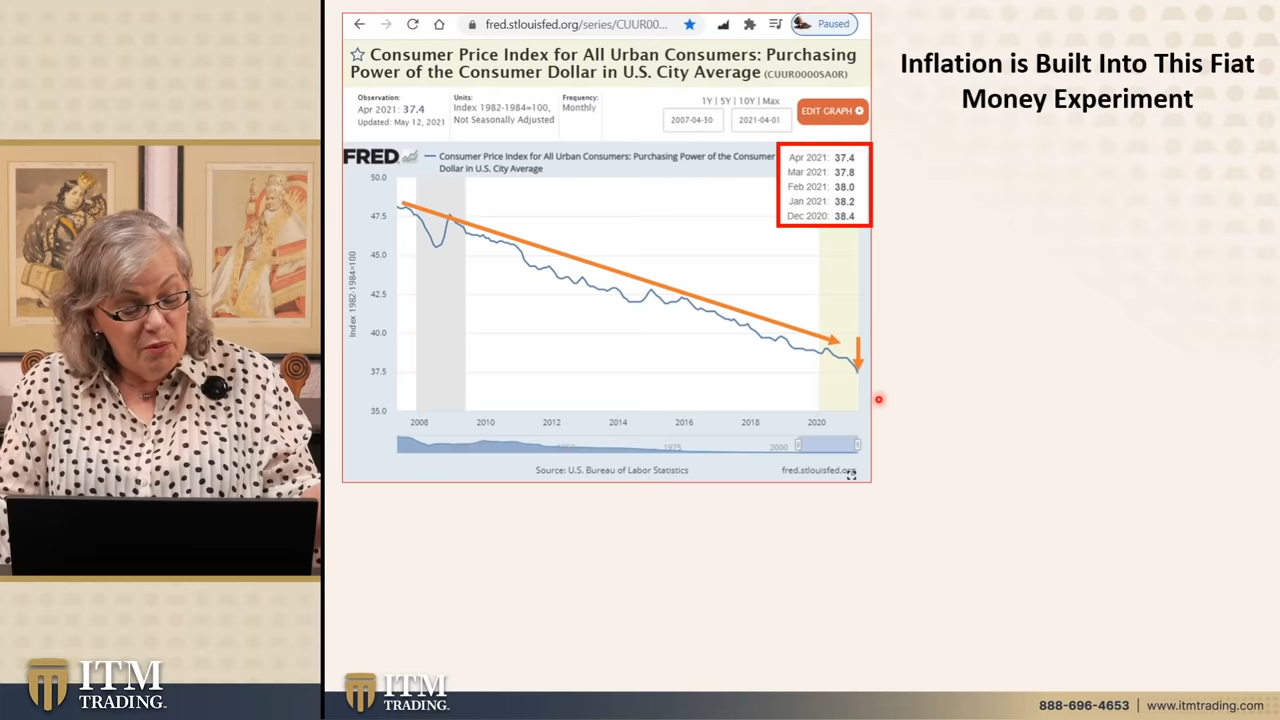 fred.stlouisfed.org/series/CUUR00...
Paused
Consumer Price Index for All Urban Consumers: Purchasing
Power of the Consumer Dollar in U.S. City Average (CUUR0000SA0R)
Observation:
Apr 2021: 37.4
Updated: May 12, 2021
Units:
Index 1982-1984=100,
Not Seasonally Adjusted
Frequency:
Monthly
1Y | 5Y | 10Y | Max
2007-04-30
2021-04-01
EDIT GRAPH
FRED
Consumer Price Index for All Urban Consumers: Purchasing Power of the Consumer
Dollar in U.S. City Average
Apr 2021: 37.4
Mar 2021: 37.8
Feb 2021: 38.0
Jan 2021: 38.2
Dec 2020: 38.4
50.0
47.5
45.0
42.5
40.0
37.5
35.0
Index 1982-1984=100
2008
2010
2012
2014
2016
2018
2020
1975
2000
Source: U.S. Bureau of Labor Statistics
fred.stlouisfed.org
Inflation is Built Into This Fiat
Money Experiment
ITM
TRADING.
ITM
TRADING.
888-696-4653 | www.itmtrading.com